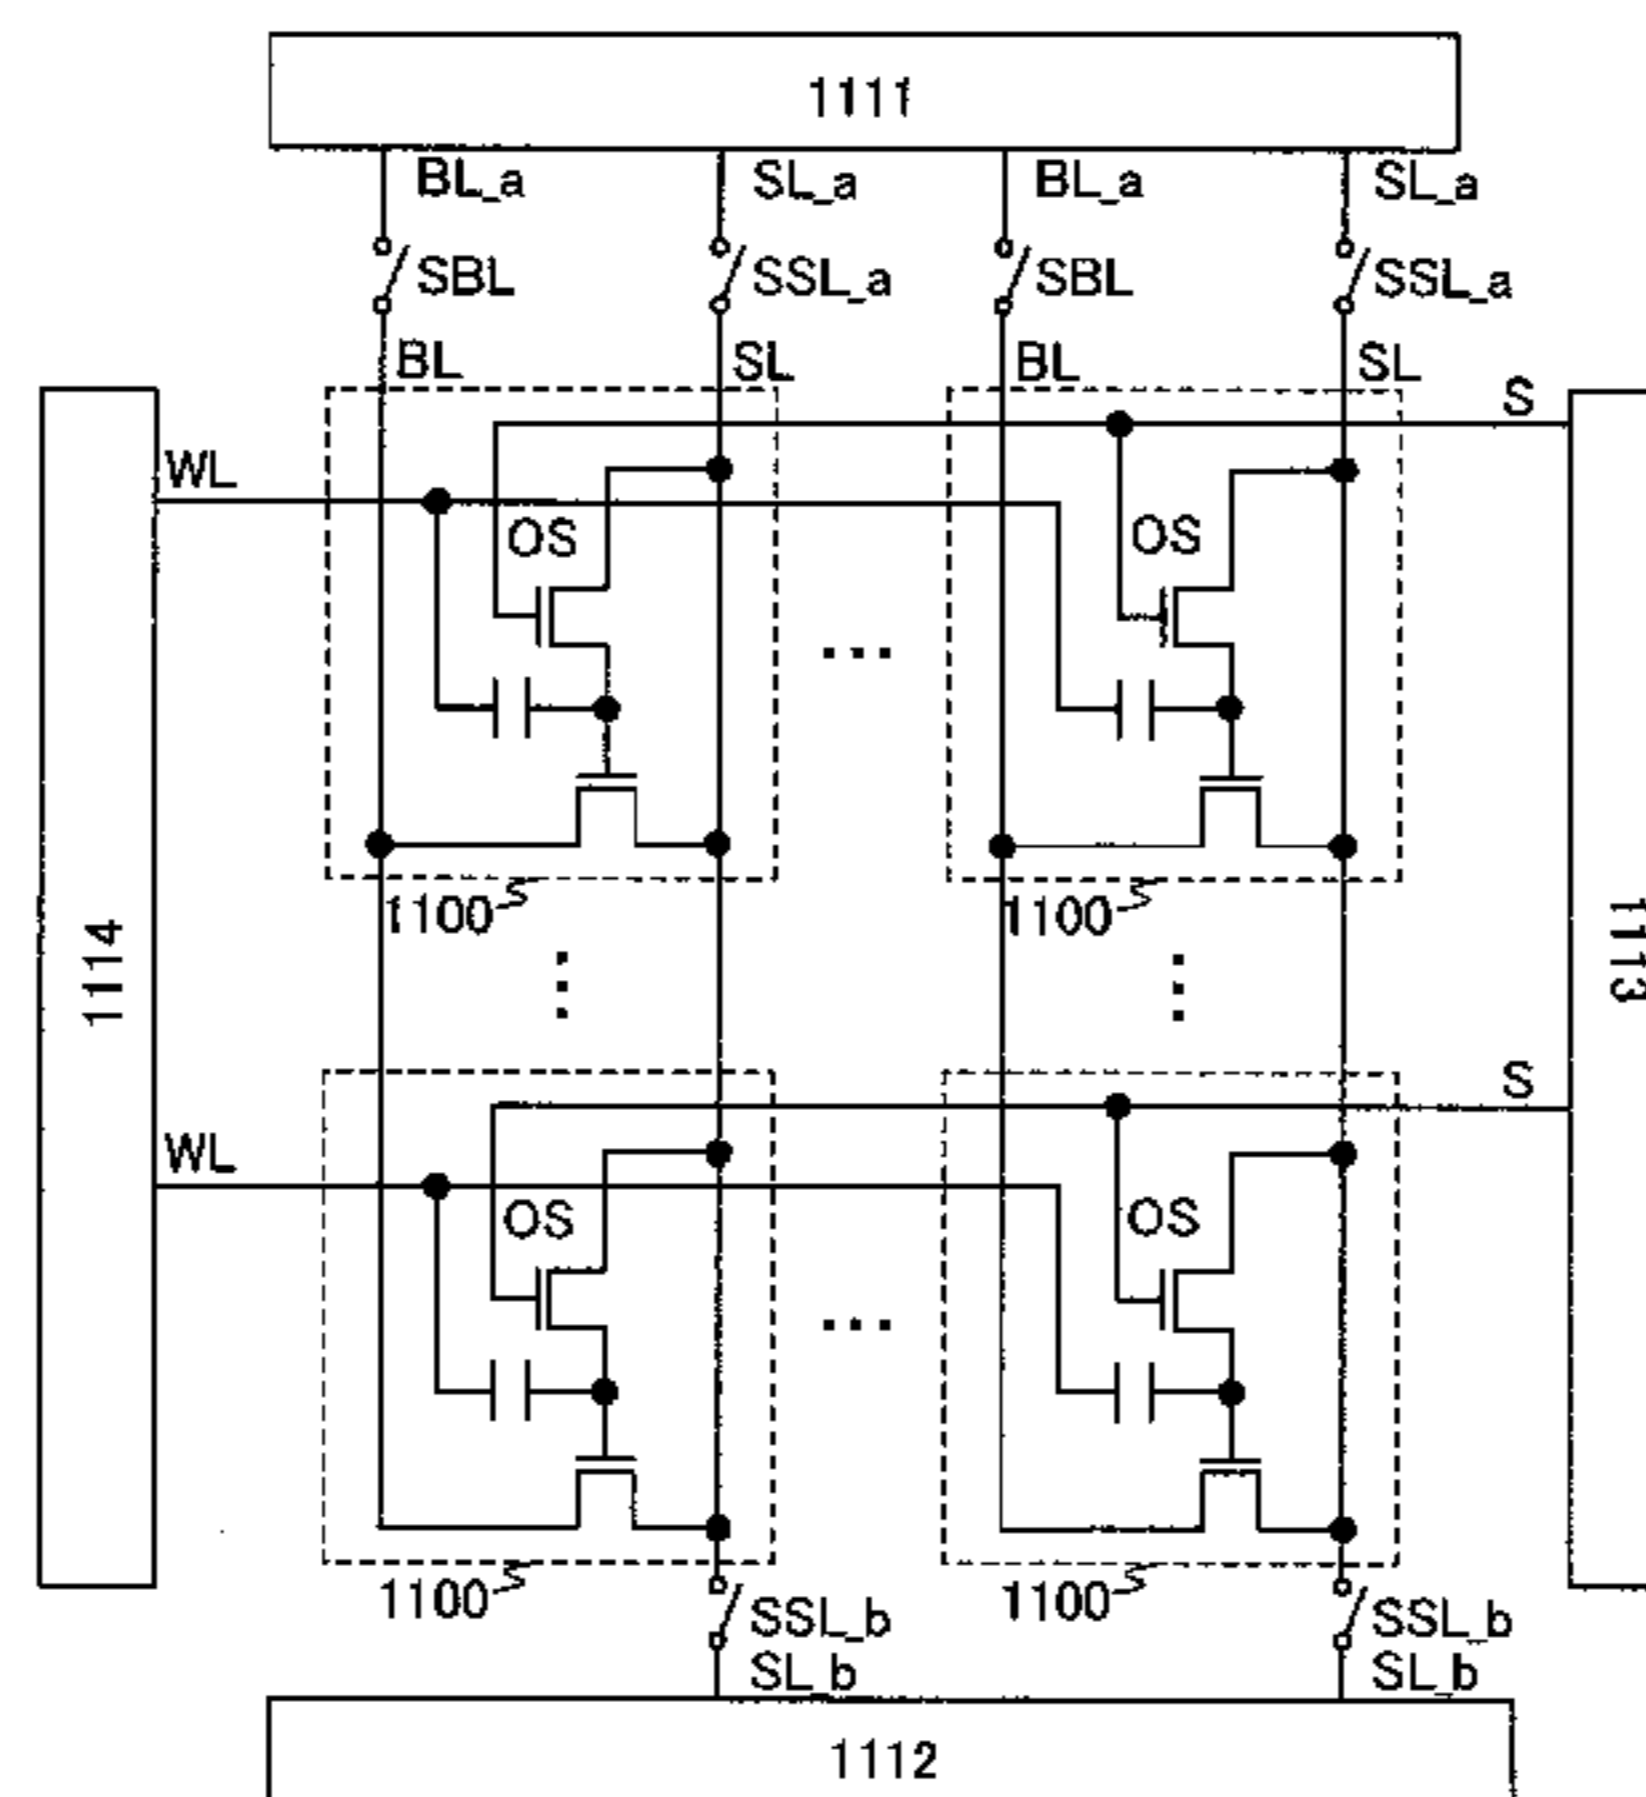 1111
BL_a SL_a BL_a SL_a
SBL SSL_a SBL SSL_a
BL SL BL SL
S
WL
OS OS
...
1100 1100
1114
1113
S
WL
OS OS
...
1100 1100
SSL_b SSL_b
SL_b SL_b
1112